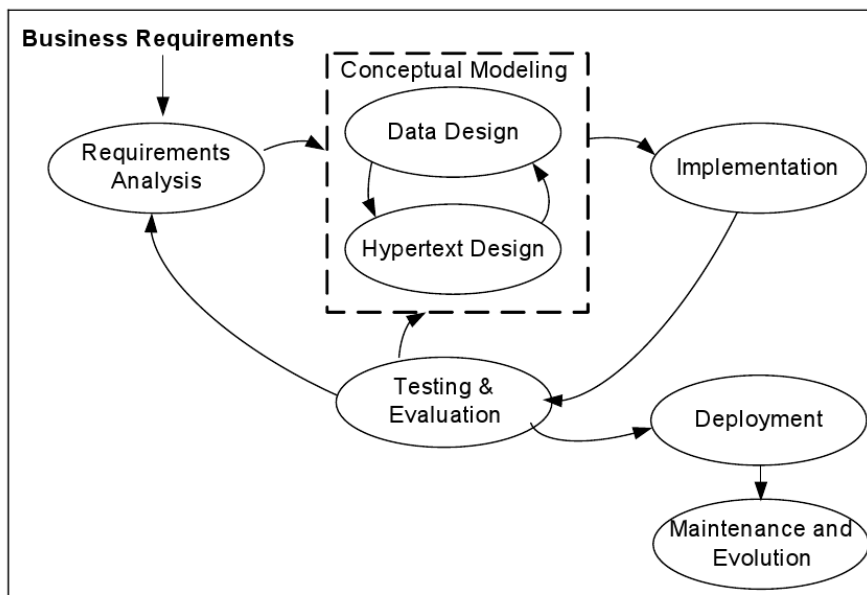 Business Requirements
Conceptual Modeling
Data Design
Requirements
Analysis
Implementation
Hypertext Design
Testing &
Evaluation
Deployment
Maintenance and
Evolution